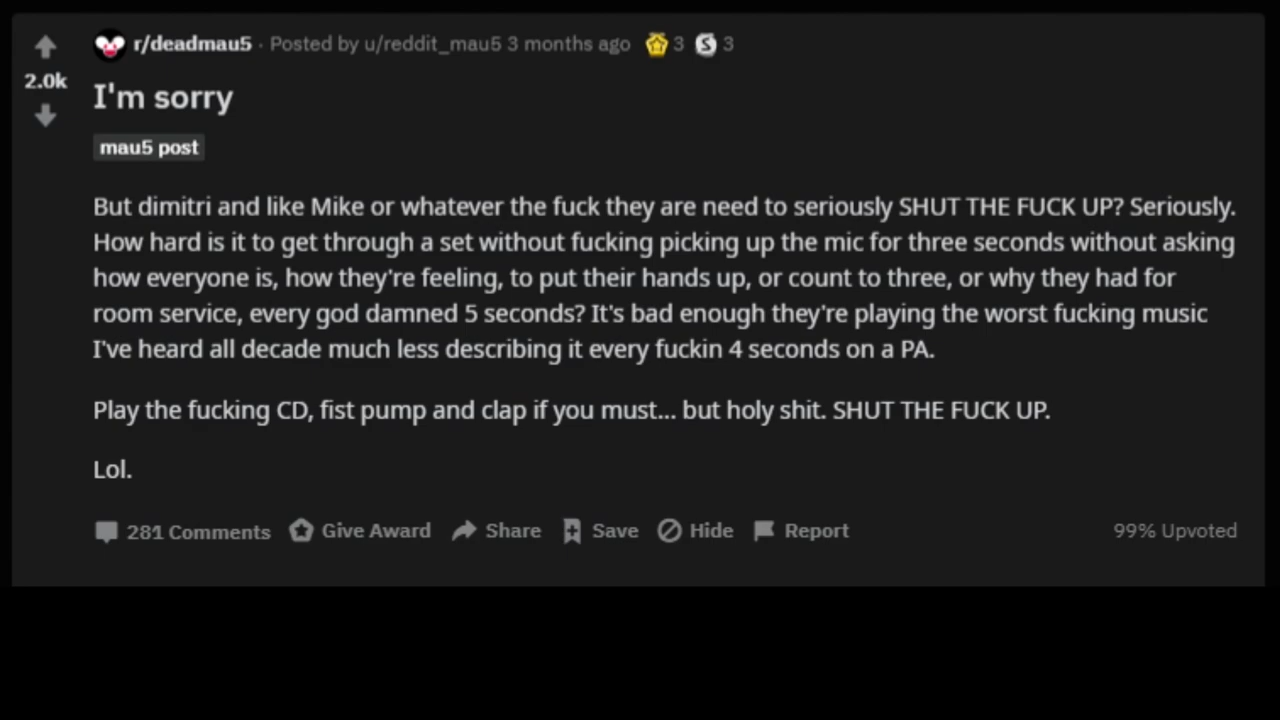 r/deadmau5 · Posted by u/reddit_mau5 3 months ago 3 S 3
2.0k
I'm sorry
mau5 post
But dimitri and like Mike or whatever the fuck they are need to seriously SHUT THE FUCK UP? Seriously.
How hard is it to get through a set without fucking picking up the mic for three seconds without asking
how everyone is, how they're feeling, to put their hands up, or count to three, or why they had for
room service, every god damned 5 seconds? It's bad enough they're playing the worst fucking music
I've heard all decade much less describing it every fuckin 4 seconds on a PA.
Play the fucking CD, fist pump and clap if you must... but holy shit. SHUT THE FUCK UP.
Lol.
281 Comments Give Award Share Save Hide Report 99% Upvoted